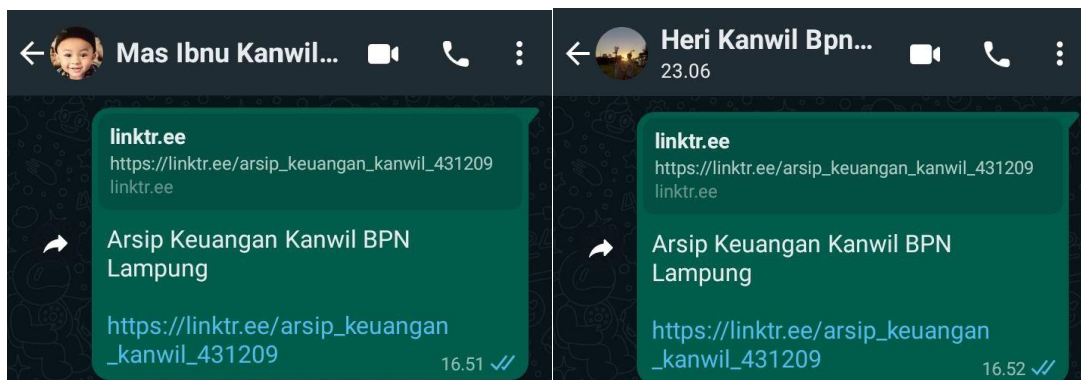 Mas Ibnu Kanwil...
linktr.ee
https://linktr.ee/arsip_keuangan_kanwil_431209
linktr.ee
Arsip Keuangan Kanwil BPN
Lampung
https://linktr.ee/arsip_keuangan
_kanwil_431209
16.51
Heri Kanwil Bpn...
23.06
linktr.ee
https://linktr.ee/arsip_keuangan_kanwil_431209
linktr.ee
Arsip Keuangan Kanwil BPN
Lampung
https://linktr.ee/arsip_keuangan
_kanwil_431209
16.52